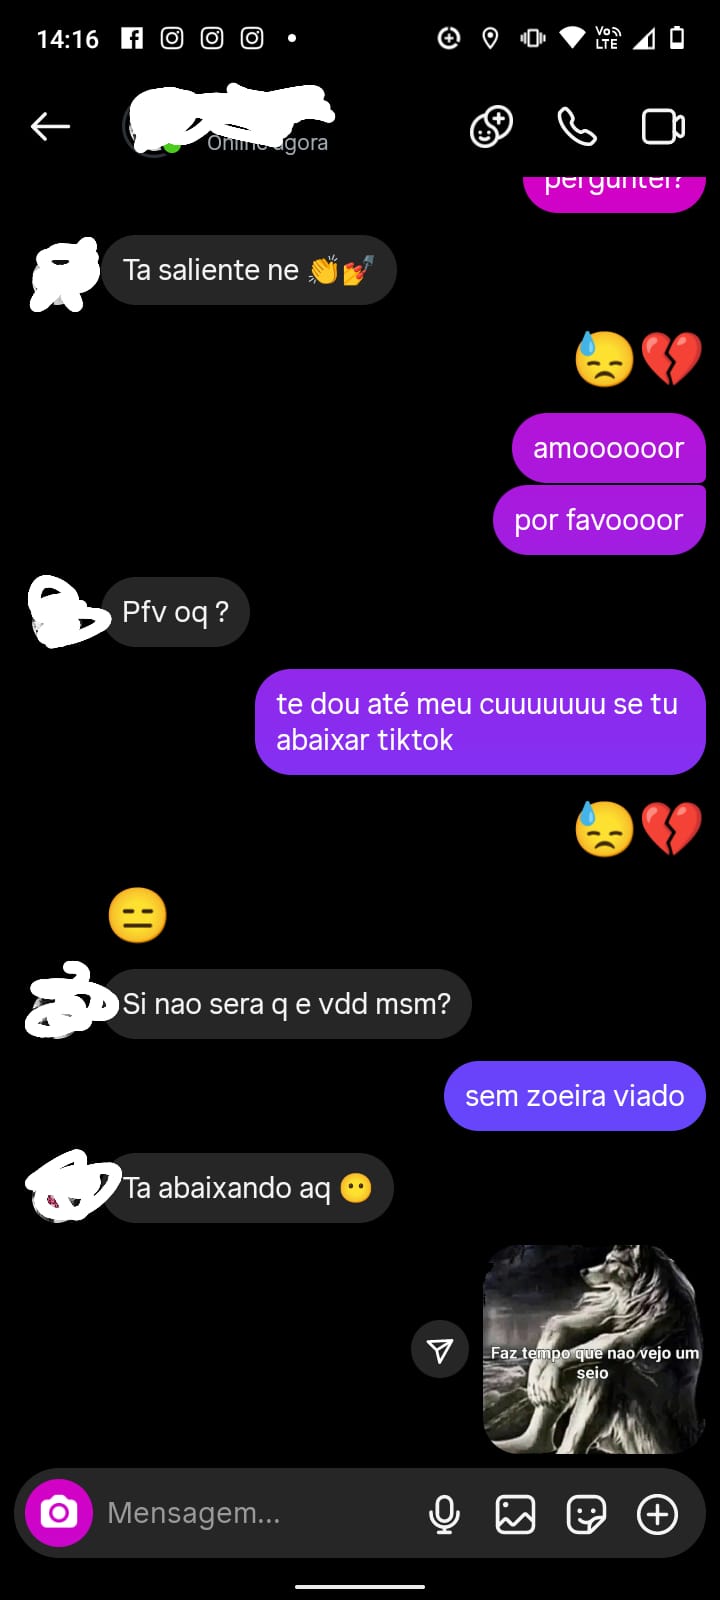 14:16
Vo
LTE
Online agora
pergunter?
Ta saliente ne 👏💅
😓💔
amoooooor
por favoooor
Pfv oq ?
te dou até meu cuuuuuuu se tu
abaixar tiktok
😓💔
😑
Si nao sera q e vdd msm?
sem zoeira viado
Ta abaixando aq 😶
Faz tempo que nao vejo um
seio
Mensagem...